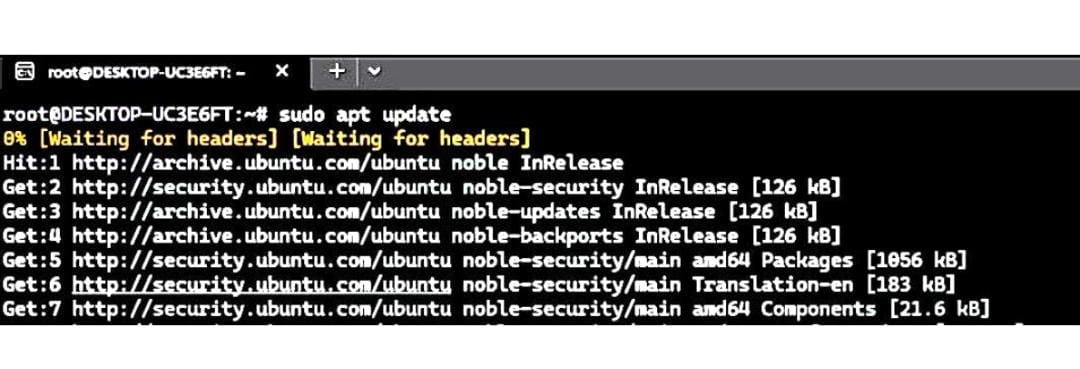 root@DESKTOP-UC3E6FT: ~
root@DESKTOP-UC3E6FT:~# sudo apt update
0% [Waiting for headers] [Waiting for headers]
Hit:1 http://archive.ubuntu.com/ubuntu noble InRelease
Get:2 http://security.ubuntu.com/ubuntu noble-security InRelease [126 kB]
Get:3 http://archive.ubuntu.com/ubuntu noble-updates InRelease [126 kB]
Get:4 http://archive.ubuntu.com/ubuntu noble-backports InRelease [126 kB]
Get:5 http://security.ubuntu.com/ubuntu noble-security/main amd64 Packages [1056 kB]
Get:6 http://security.ubuntu.com/ubuntu noble-security/main Translation-en [183 kB]
Get:7 http://security.ubuntu.com/ubuntu noble-security/main amd64 Components [21.6 kB]